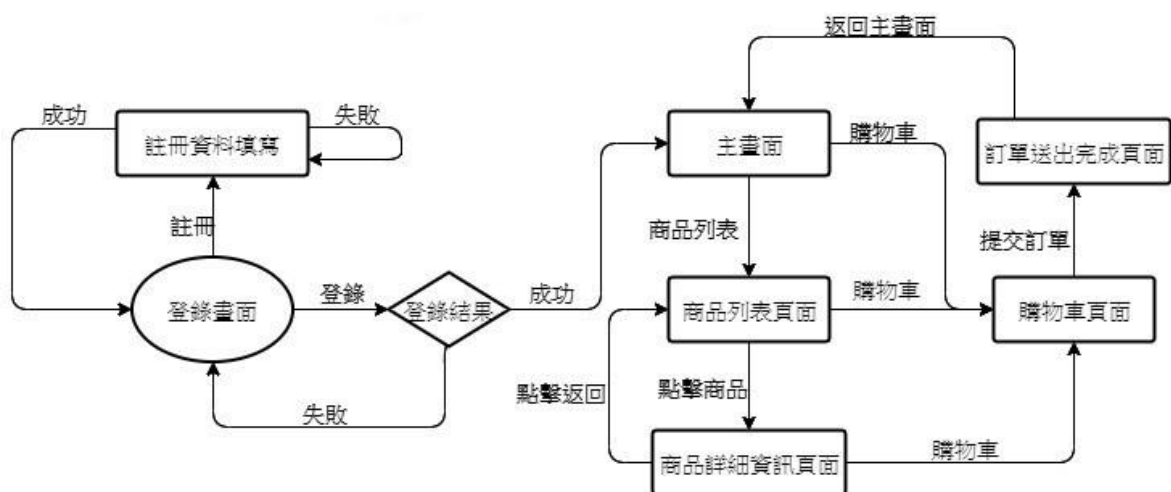 返回主畫面
成功
註冊資料填寫
失敗
主畫面
購物車
訂單送出完成頁面
註冊
商品列表
提交訂單
登錄畫面
登錄
登錄結果
成功
商品列表頁面
購物車
購物車頁面
點擊返回
點擊商品
失敗
商品詳細資訊頁面
購物車